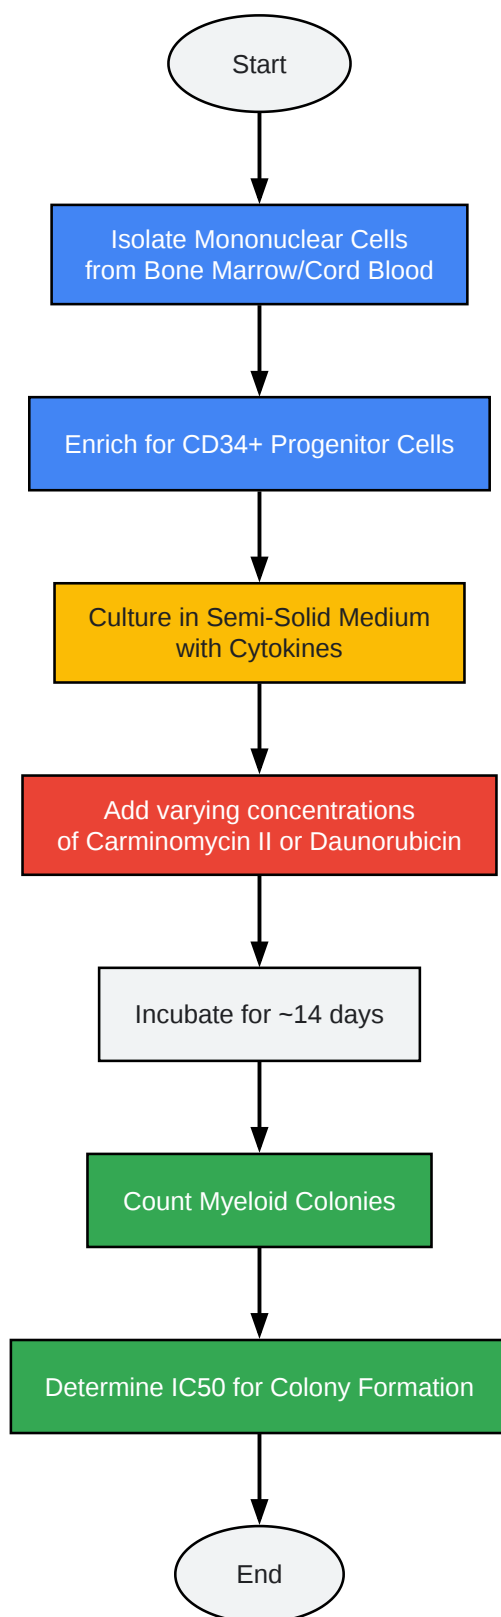 Start
Isolate Mononuclear Cells
from Bone Marrow/Cord Blood
Enrich for CD34+ Progenitor Cells
Culture in Semi-Solid Medium
with Cytokines
Add varying concentrations
of Carminomycin II or Daunorubicin
Incubate for ~14 days
Count Myeloid Colonies
Determine IC50 for Colony Formation
End